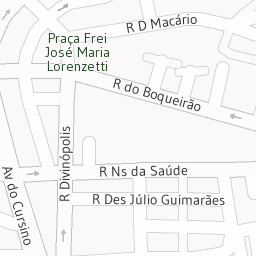 R D Macário
Praça Frei
José Maria
Lorenzetti
R do Boqueirão
R Divinópolis
Av do Cursino
R Ns da Saúde
R Des Júlio Guimarães